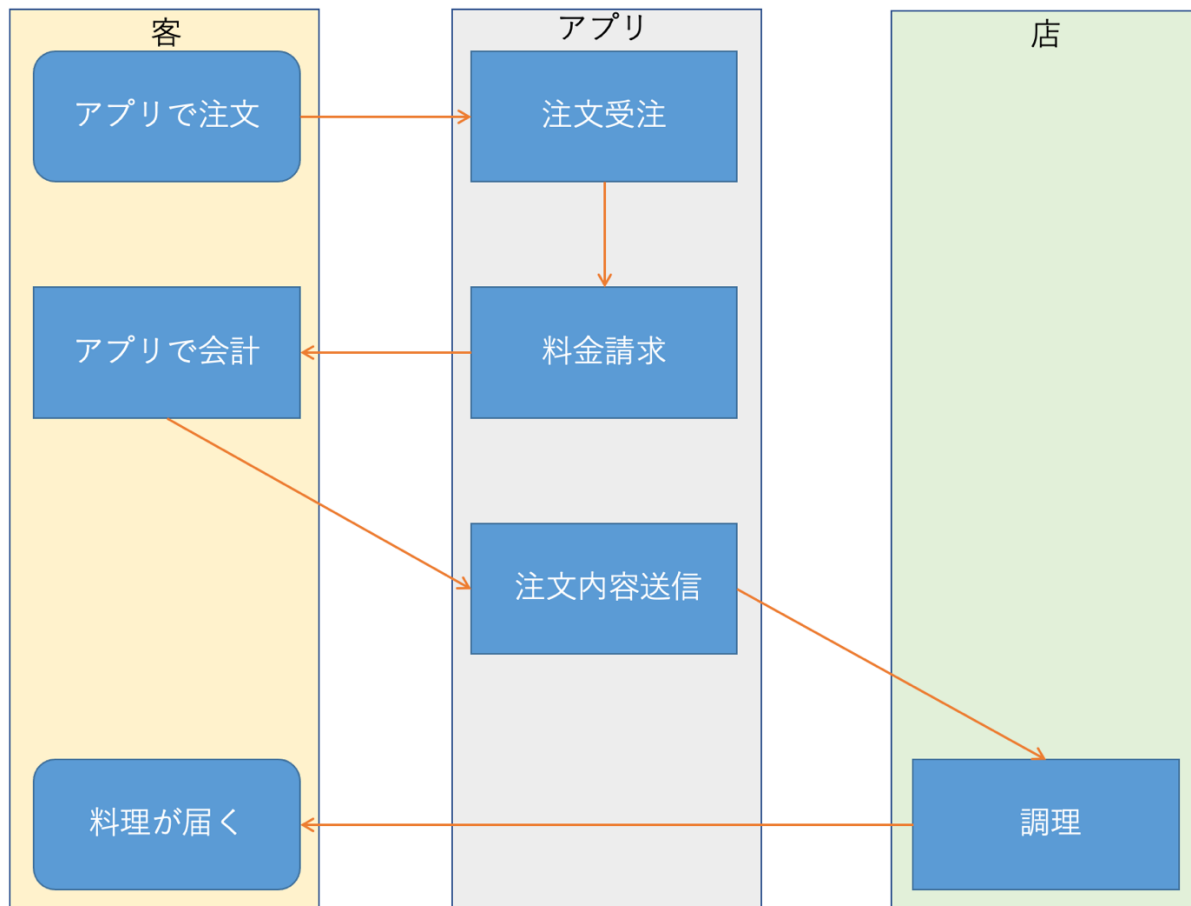 客
アプリ
店
アプリで注文
注文受注
アプリで会計
料金請求
注文内容送信
料理が届く
調理